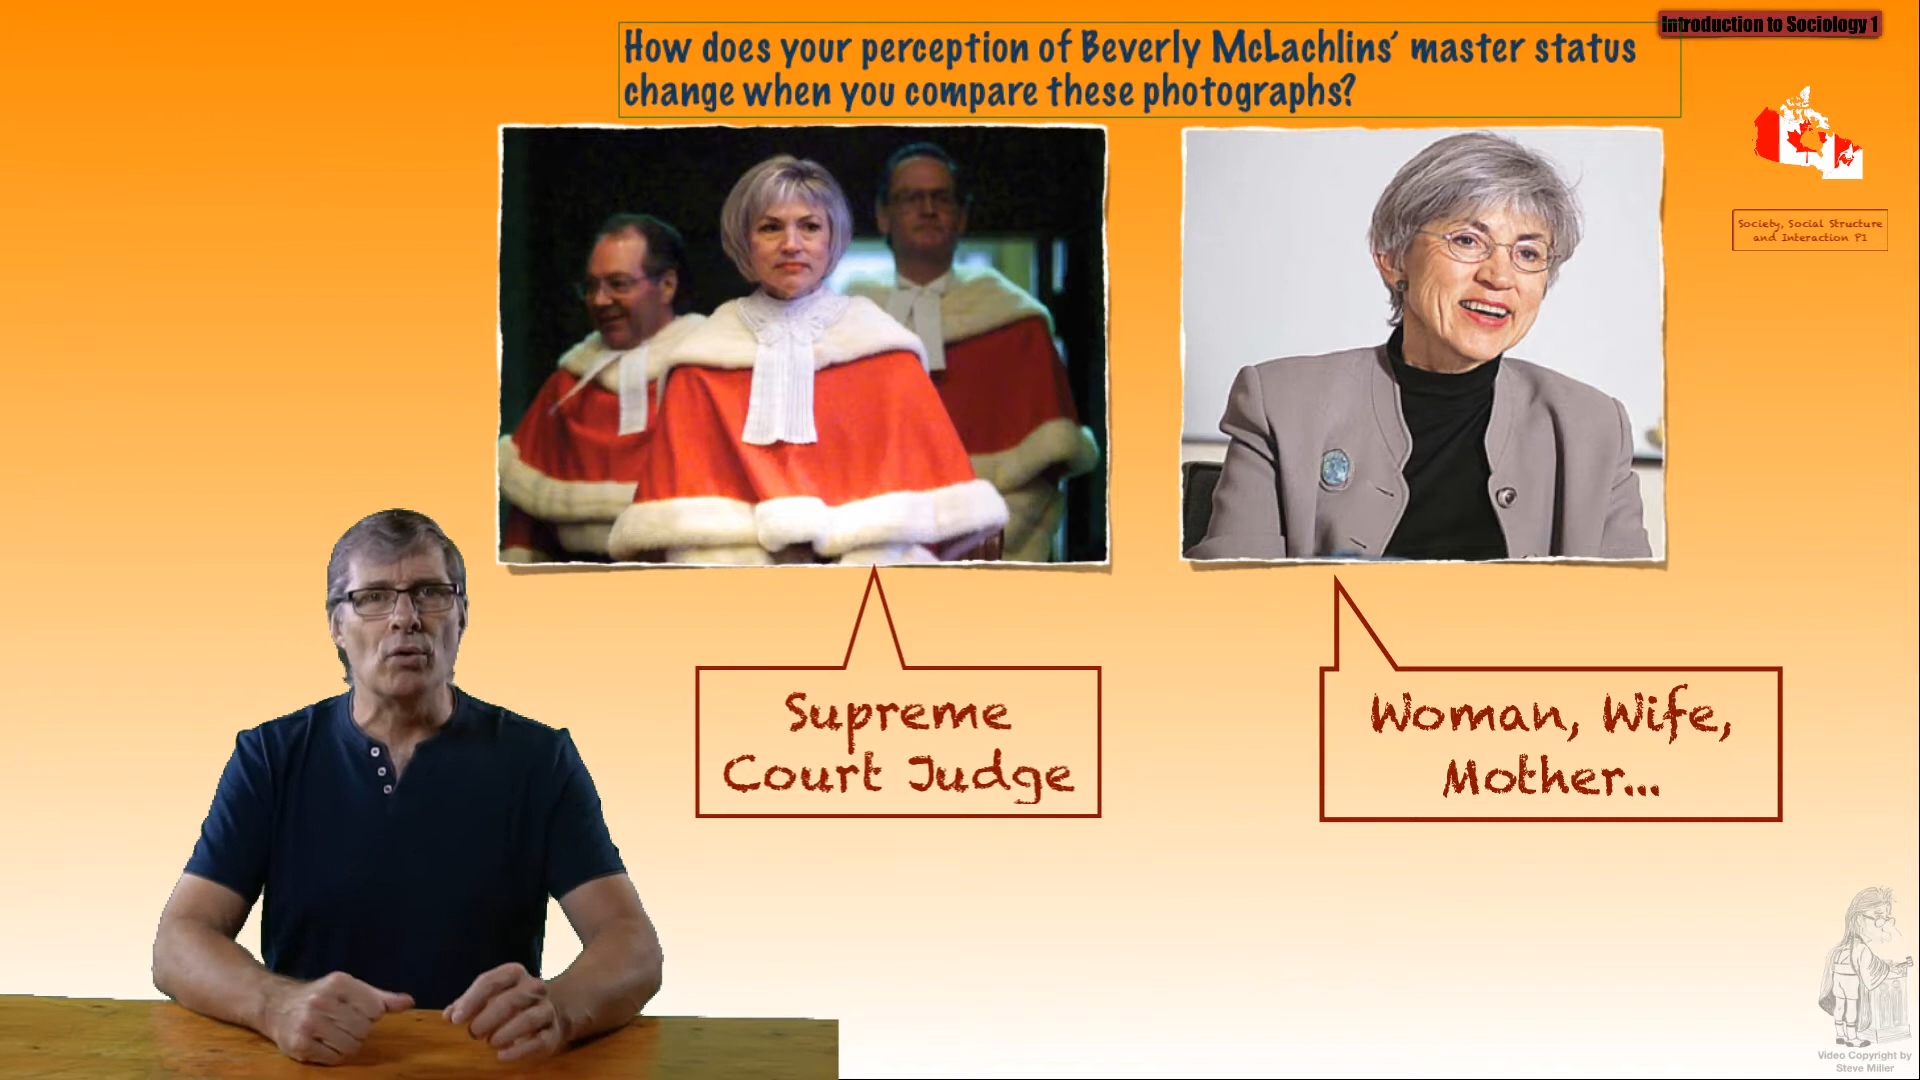 Introduction to Sociology 1
How does your perception of Beverly McLachlins’ master status
change when you compare these photographs?
Society, Social Structure
and Interaction P1
Supreme
Court Judge
Woman, Wife,
Mother...
Video Copyright by
Steve Miller